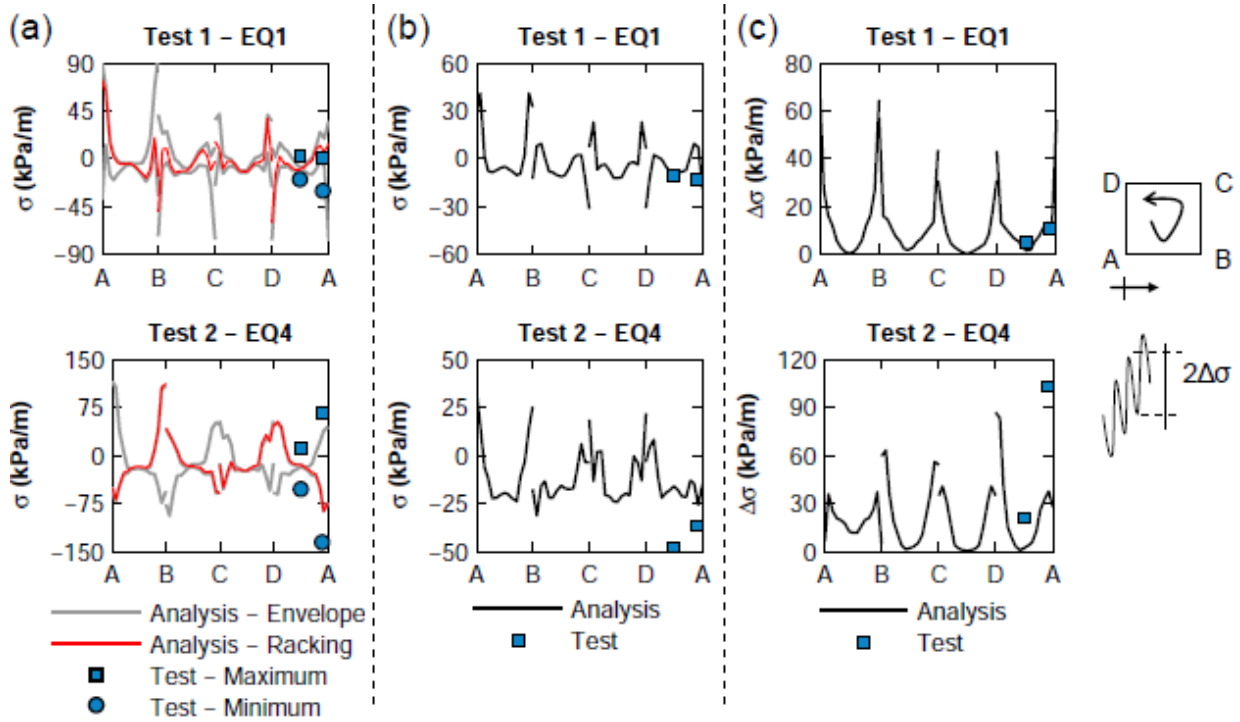 (a)
Test 1 – EQ1
σ (kPa/m)
90
45
0
−45
−90
A B C D A
Test 2 – EQ4
σ (kPa/m)
150
75
0
−75
−150
A B C D A
Analysis – Envelope
Analysis – Racking
Test – Maximum
Test – Minimum
(b)
Test 1 – EQ1
σ (kPa/m)
60
30
0
−30
−60
A B C D A
Test 2 – EQ4
σ (kPa/m)
50
25
0
−25
−50
A B C D A
Analysis
Test
(c)
Test 1 – EQ1
Δσ (kPa/m)
80
60
40
20
0
A B C D A
Test 2 – EQ4
Δσ (kPa/m)
120
90
60
30
0
A B C D A
Analysis
Test
D C
A B
2Δσ